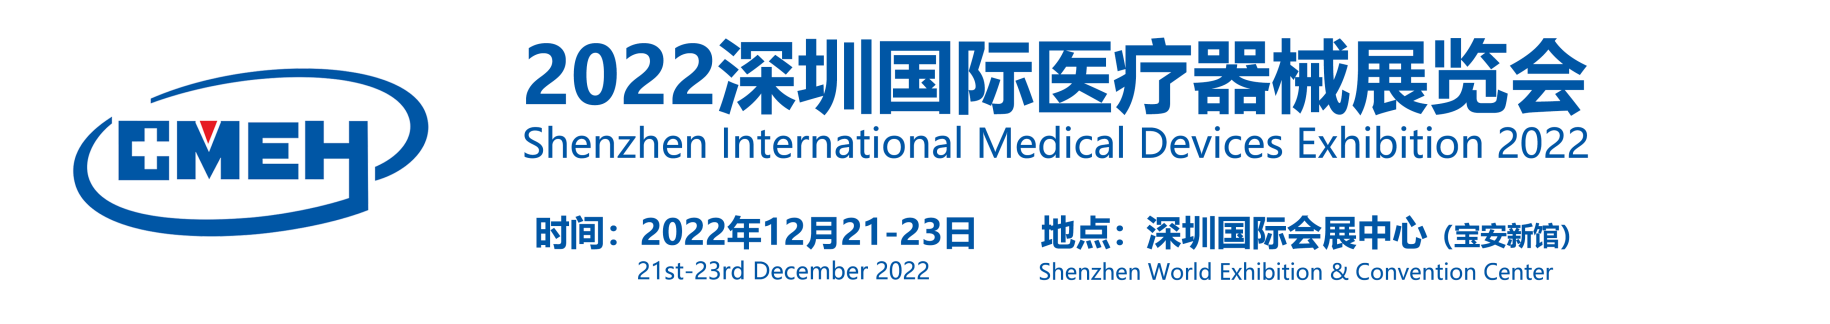 CMEH
2022深圳国际医疗器械展览会
Shenzhen International Medical Devices Exhibition 2022
时间：2022年12月21-23日
21st-23rd December 2022
地点：深圳国际会展中心（宝安新馆）
Shenzhen World Exhibition & Convention Center